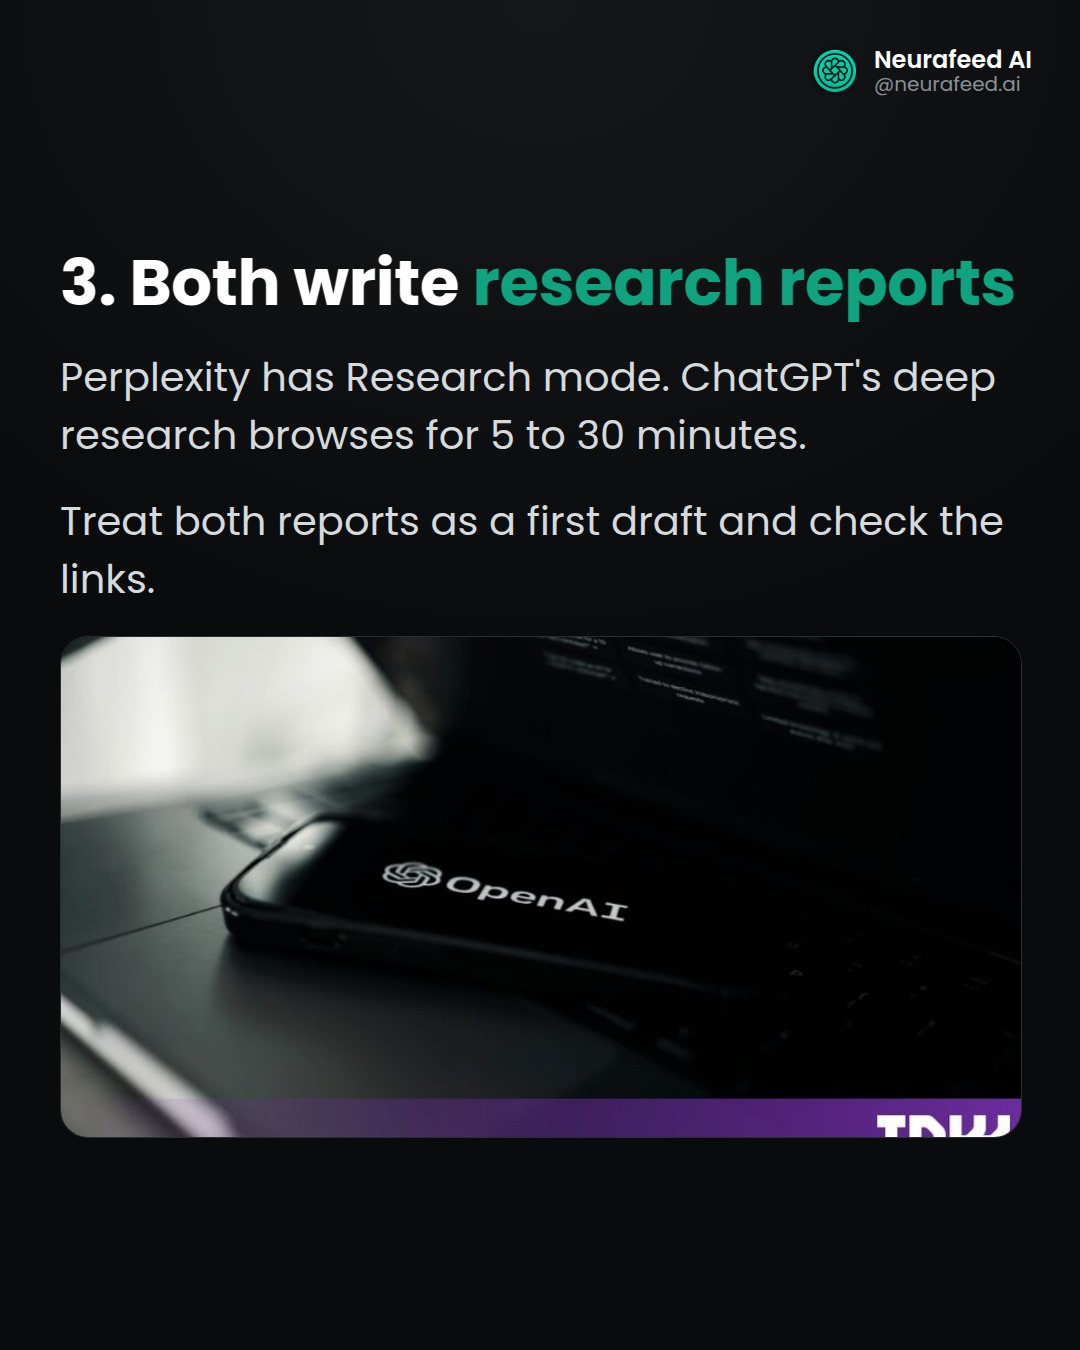 Neurafeed AI
@neurafeed.ai
3. Both write research reports
Perplexity has Research mode. ChatGPT's deep
research browses for 5 to 30 minutes.
Treat both reports as a first draft and check the
links.
OpenAI